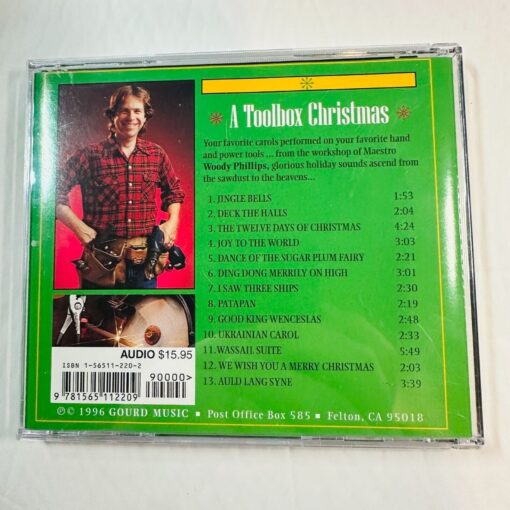 A Toolbox Christmas
Your favorite carols performed on your favorite hand
and power tools ... from the workshop of Maestro
Woody Phillips, glorious holiday sounds ascend from
the sawdust to the heavens...
1. JINGLE BELLS 1:53
2. DECK THE HALLS 2:04
3. THE TWELVE DAYS OF CHRISTMAS 4:24
4. JOY TO THE WORLD 3:03
5. DANCE OF THE SUGAR PLUM FAIRY 2:21
6. DING DONG MERRILY ON HIGH 3:01
7. I SAW THREE SHIPS 2:30
8. PATAPAN 2:19
9. GOOD KING WENCESLAS 2:48
10. UKRAINIAN CAROL 2:33
11. WASSAIL SUITE 5:49
12. WE WISH YOU A MERRY CHRISTMAS 2:03
13. AULD LANG SYNE 3:39
AUDIO $15.95
ISBN 1-56511-220-2
90000>
9 781565 112209
℗ © 1996 GOURD MUSIC • Post Office Box 585 • Felton, CA 95018